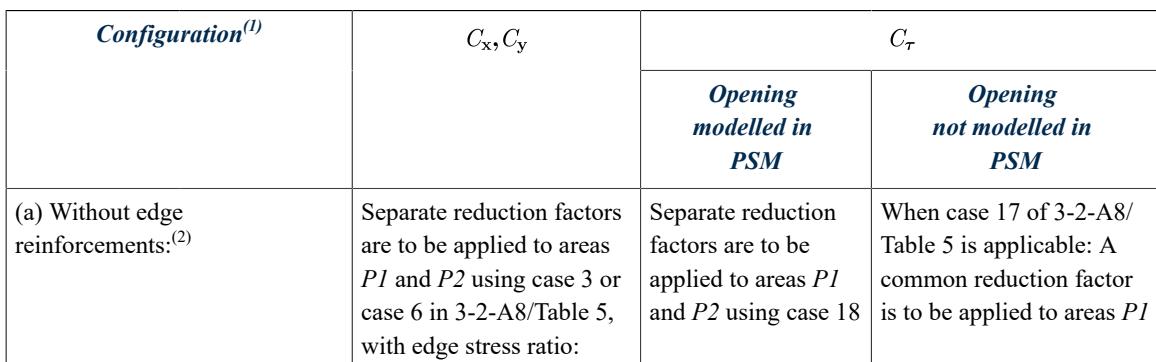 Configuration(1)
Cx, Cy
Cτ
Opening
modelled in
PSM
Opening
not modelled in
PSM
(a) Without edge
reinforcements:(2)
Separate reduction factors
are to be applied to areas
P1 and P2 using case 3 or
case 6 in 3-2-A8/Table 5,
with edge stress ratio:
Separate reduction
factors are to be
applied to areas P1
and P2 using case 18
When case 17 of 3-2-A8/
Table 5 is applicable: A
common reduction factor
is to be applied to areas P1